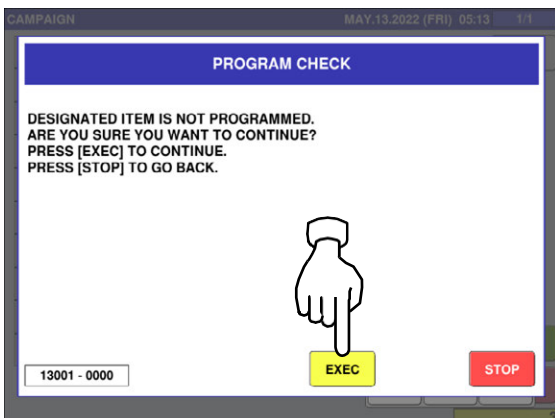 CAMPAIGN MAY.13.2022 (FRI) 05:13 1/1
PROGRAM CHECK
DESIGNATED ITEM IS NOT PROGRAMMED.
ARE YOU SURE YOU WANT TO CONTINUE?
PRESS [EXEC] TO CONTINUE.
PRESS [STOP] TO GO BACK.
13001 - 0000
EXEC
STOP